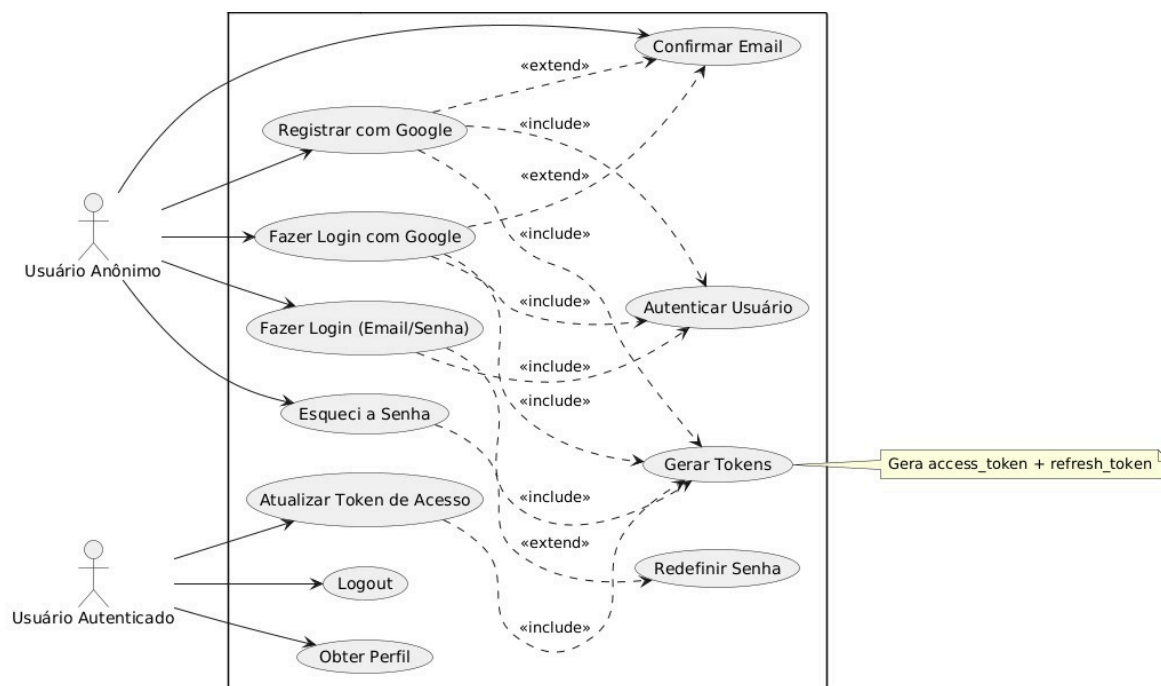 Confirmar Email
«extend»
Registrar com Google
«include»
«extend»
Fazer Login com Google
«include»
Usuário Anônimo
«include»
Autenticar Usuário
Fazer Login (Email/Senha)
«include»
«include»
Esqueci a Senha
Gerar Tokens
Gera access_token + refresh_token
Atualizar Token de Acesso
«include»
«extend»
Redefinir Senha
Logout
Usuário Autenticado
«include»
Obter Perfil